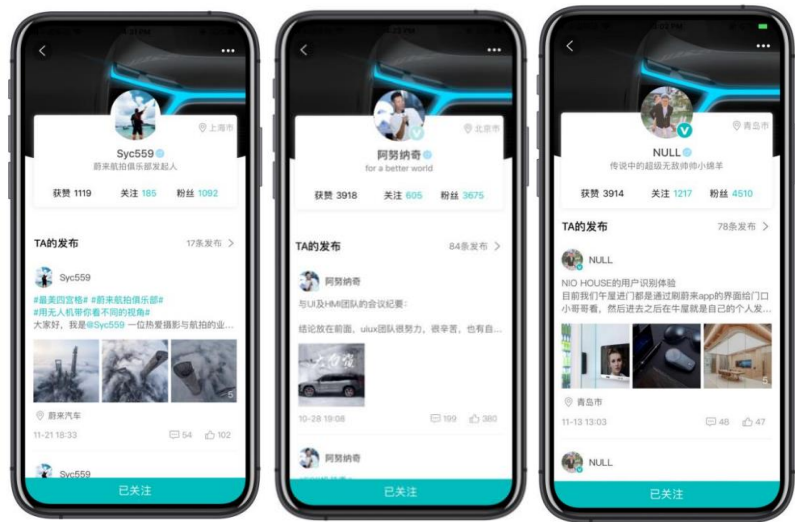 上海市
Syc559
蔚来航拍俱乐部发起人
获赞 1119 关注 185 粉丝 1092
TA的发布 17条发布 >
Syc559
#最美四宫格# #蔚来航拍俱乐部#
#用无人机带你看不同的视角#
大家好，我是@Syc559 一位热爱摄影与航拍的业...
5
蔚来汽车
11-21 18:33 54 102
Syc559
已关注
北京市
阿努纳奇
for a better world
获赞 3918 关注 605 粉丝 3675
TA的发布 84条发布 >
阿努纳奇
与UI及HMI团队的会议纪要：
结论放在前面，uiux团队很努力，很辛苦，也有自...
10-28 19:08 199 380
阿努纳奇
已关注
青岛市
NULL
传说中的超级无敌帅帅小绵羊
获赞 3914 关注 1217 粉丝 4510
TA的发布 78条发布 >
NULL
NIO HOUSE的用户识别体验
目前我们午屋进门都是通过刷蔚来app的界面给门口
小哥哥看，然后进去之后在牛屋就是自己的个人发...
5
青岛市
11-13 13:03 48 47
NULL
已关注